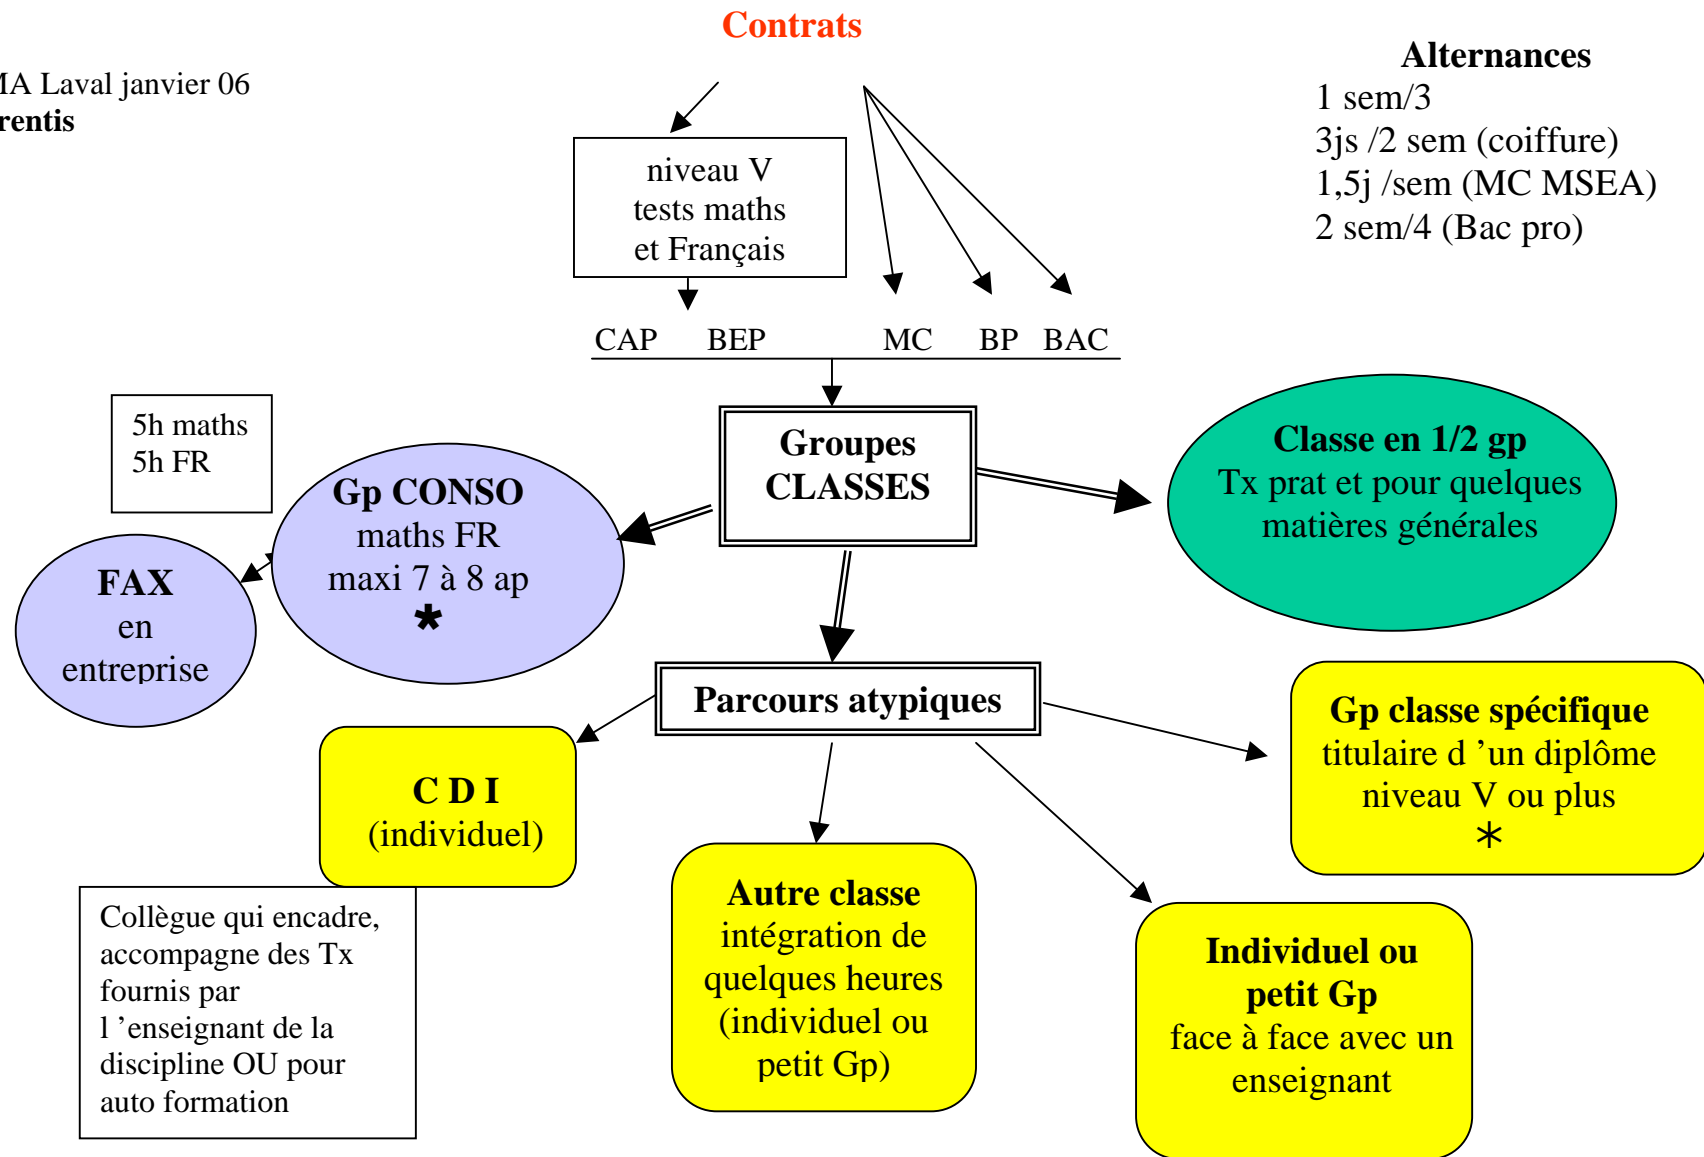 Contrats
MA Laval janvier 06
rentis
Alternances
1 sem/3
3js /2 sem (coiffure)
1,5j /sem (MC MSEA)
2 sem/4 (Bac pro)
niveau V
tests maths
et Français
CAP BEP MC BP BAC
5h maths
5h FR
Groupes
CLASSES
Classe en 1/2 gp
Tx prat et pour quelques
matières générales
Gp CONSO
maths FR
maxi 7 à 8 ap
*
FAX
en
entreprise
Parcours atypiques
Gp classe spécifique
titulaire d ’un diplôme
niveau V ou plus
*
C D I
(individuel)
Collègue qui encadre,
accompagne des Tx
fournis par
l ’enseignant de la
discipline OU pour
auto formation
Autre classe
intégration de
quelques heures
(individuel ou
petit Gp)
Individuel ou
petit Gp
face à face avec un
enseignant